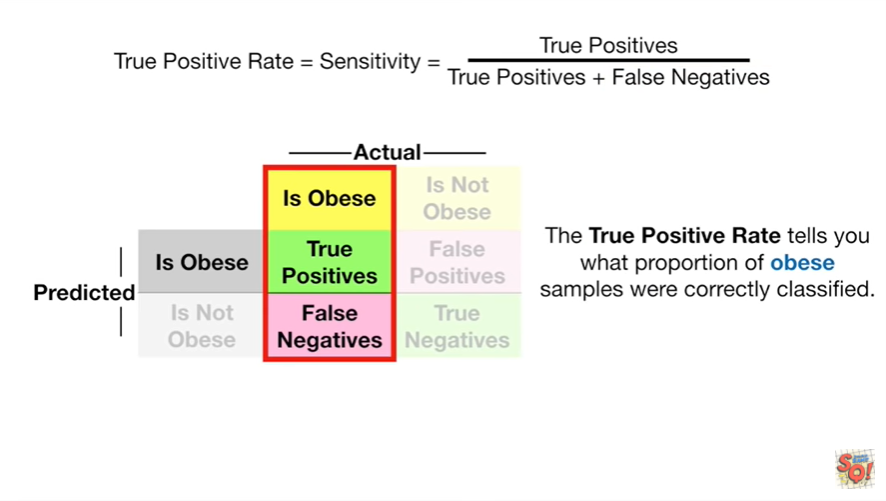 True Positive Rate = Sensitivity =
True Positives
True Positives + False Negatives
Actual
Is Obese
Is Not
Obese
Is Obese
True
Positives
False
Positives
Predicted
Is Not
Obese
False
Negatives
True
Negatives
The True Positive Rate tells you
what proportion of obese
samples were correctly classified.
SQ!